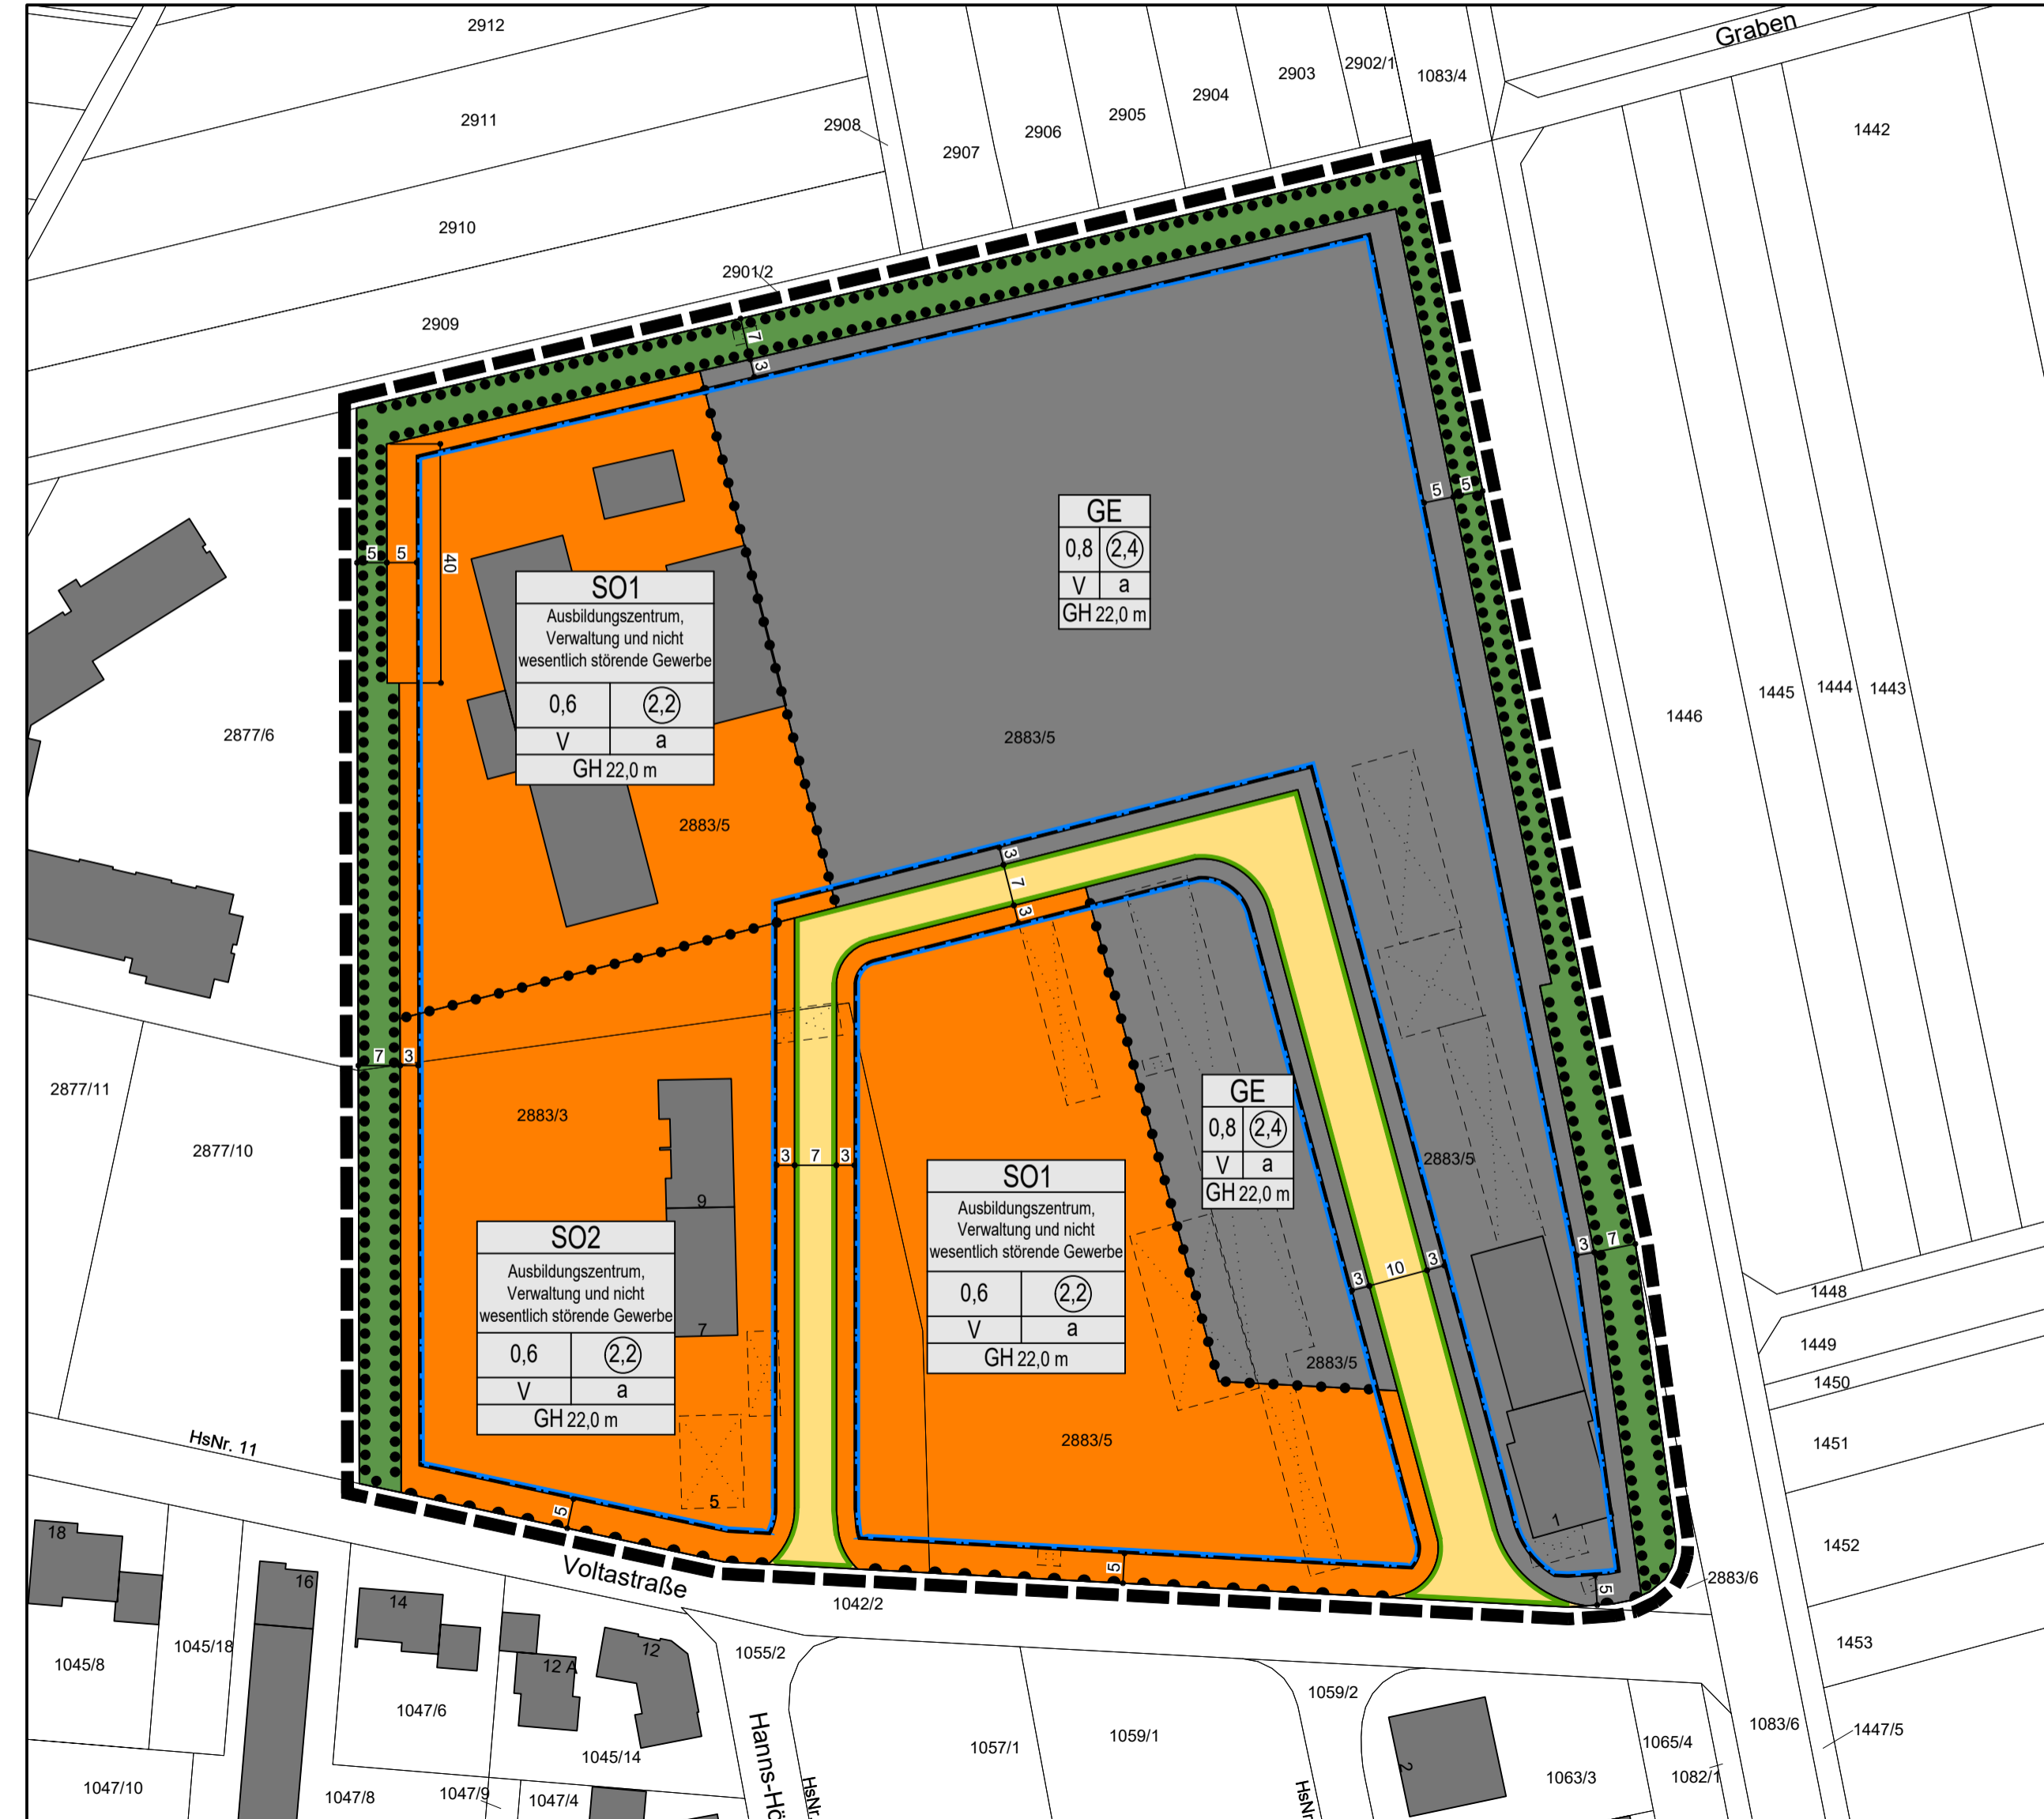 2912
Graben
2911
2908
2907
2906
2905
2904
2903
2902/1
1083/4
1442
2910
2901/2
2909
7
3
5
5
5
5
40
GE
0,8
2,4
V
a
GH 22,0 m
SO1
Ausbildungszentrum,
Verwaltung und nicht
wesentlich störende Gewerbe
0,6
2,2
V
a
GH 22,0 m
2877/6
2883/5
2883/5
1446
1445
1444
1443
3
7
3
7
3
2877/11
2877/10
2883/3
3
7
3
9
7
GE
0,8
2,4
V
a
GH 22,0 m
2883/5
SO1
Ausbildungszentrum,
Verwaltung und nicht
wesentlich störende Gewerbe
0,6
2,2
V
a
GH 22,0 m
SO2
Ausbildungszentrum,
Verwaltung und nicht
wesentlich störende Gewerbe
0,6
2,2
V
a
GH 22,0 m
3
10
3
3
7
2883/5
2883/5
1448
1449
1450
1451
1452
1453
HsNr. 11
5
5
5
1
5
Voltastraße
1042/2
2883/6
18
16
14
12 A
12
1045/8
1045/18
1047/6
1045/14
1055/2
1057/1
1059/1
1059/2
2
1063/3
1065/4
1082/1
1083/6
1447/5
1047/10
1047/8
1047/9
1047/4
Hanns-Hö
HsNr.
HsNr